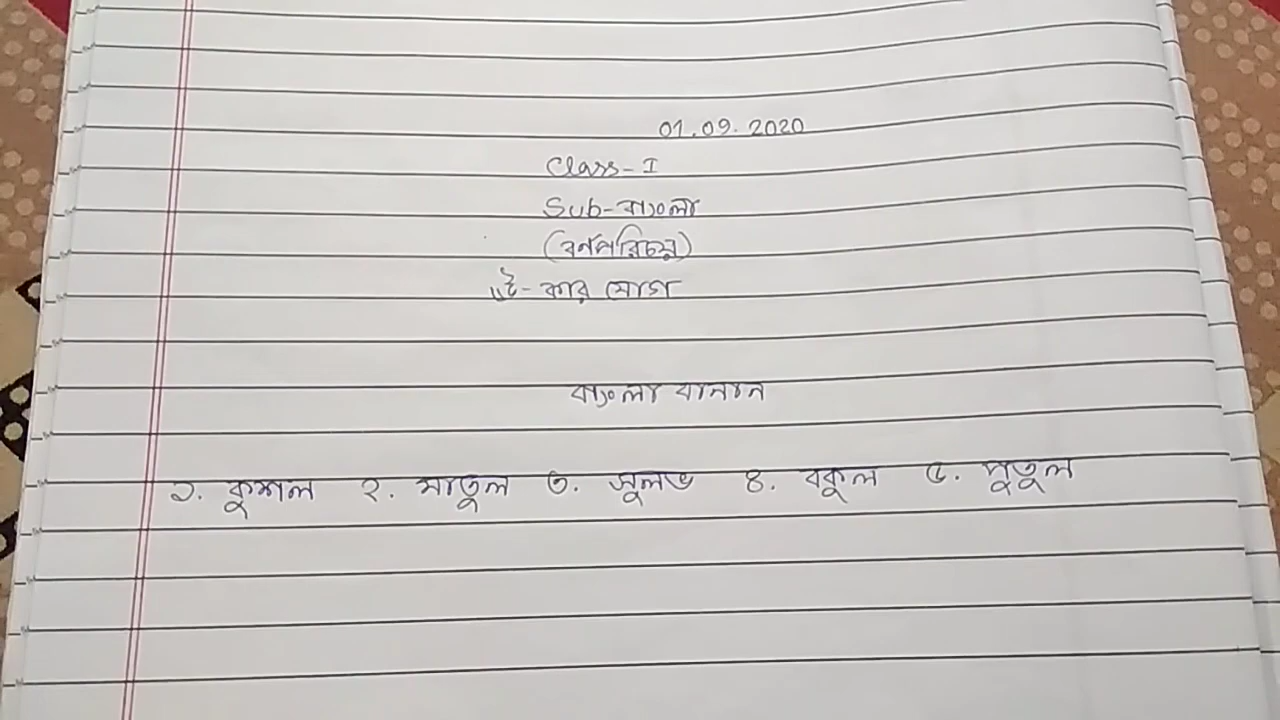 01.09.2020
Class-I
Sub-বাংলা
(বর্ণপরিচয়)
উ-কার যোগ
বাংলা বানান
১. কুশল ২. মাতুল ৩. সুলভ ৪. বকুল ৫. পুতুল